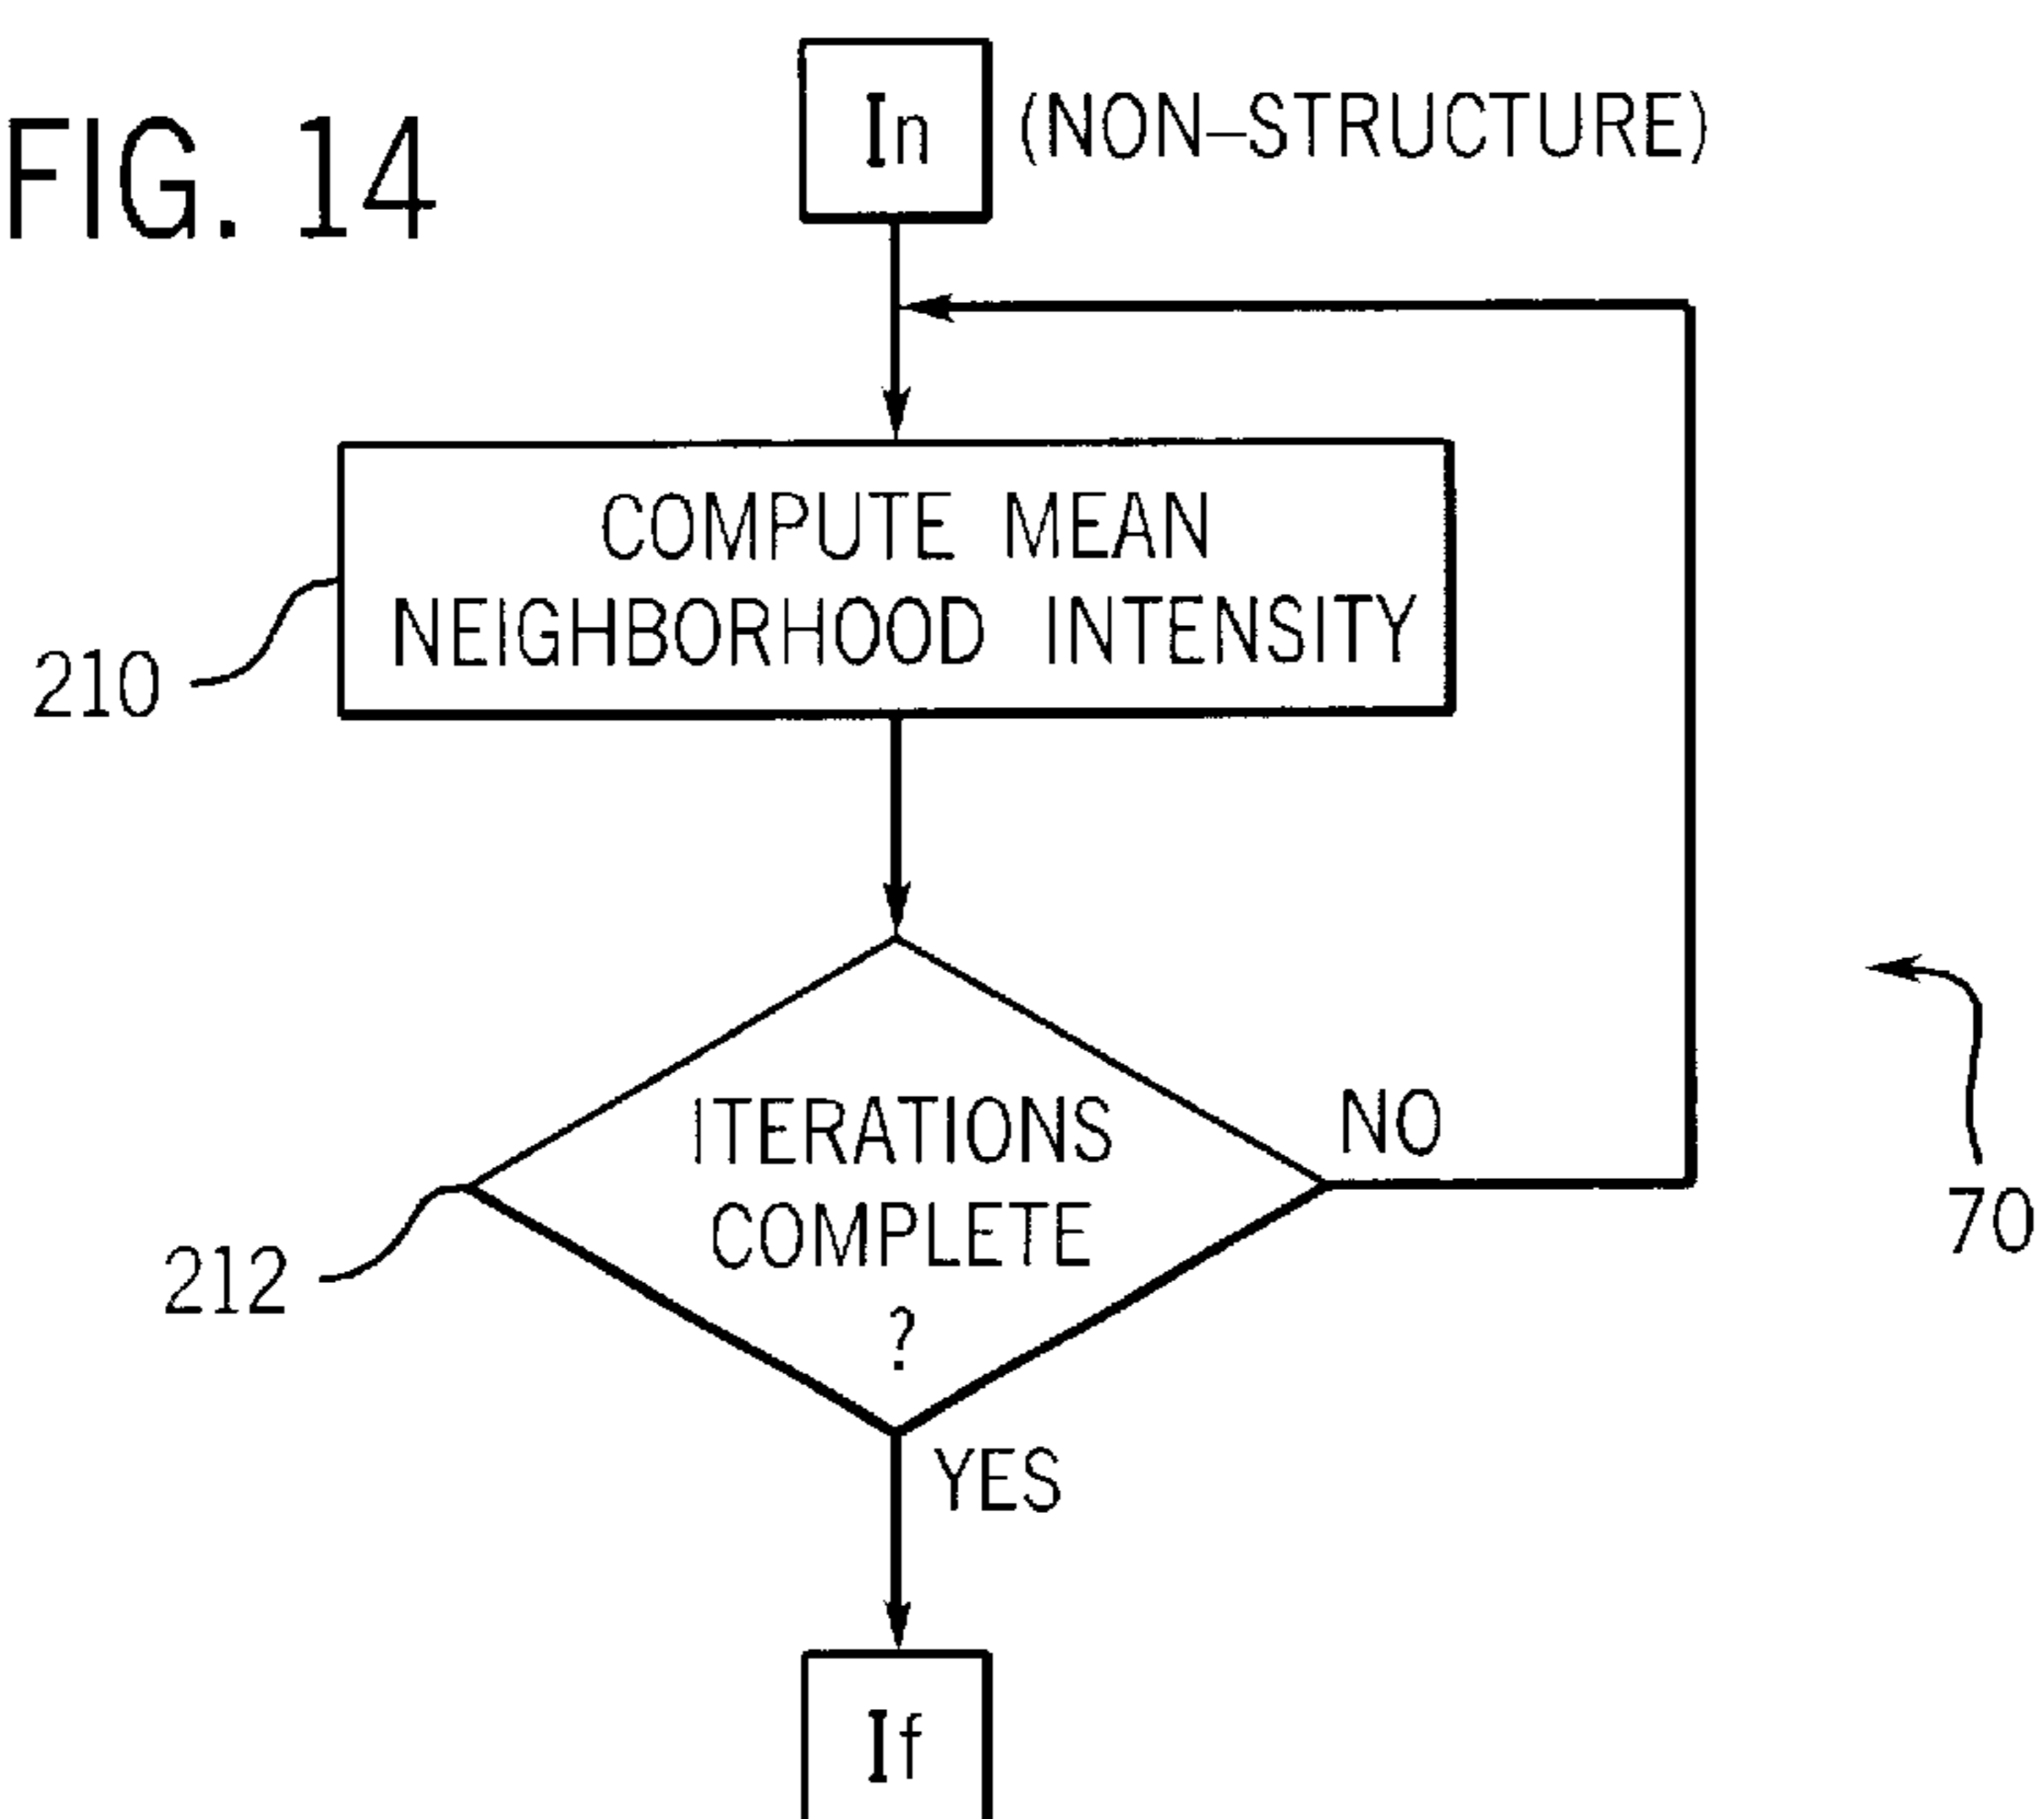 FIG. 14
In (NON-STRUCTURE)
COMPUTE MEAN
NEIGHBORHOOD INTENSITY
210
ITERATIONS
COMPLETE
?
NO
212
70
YES
If